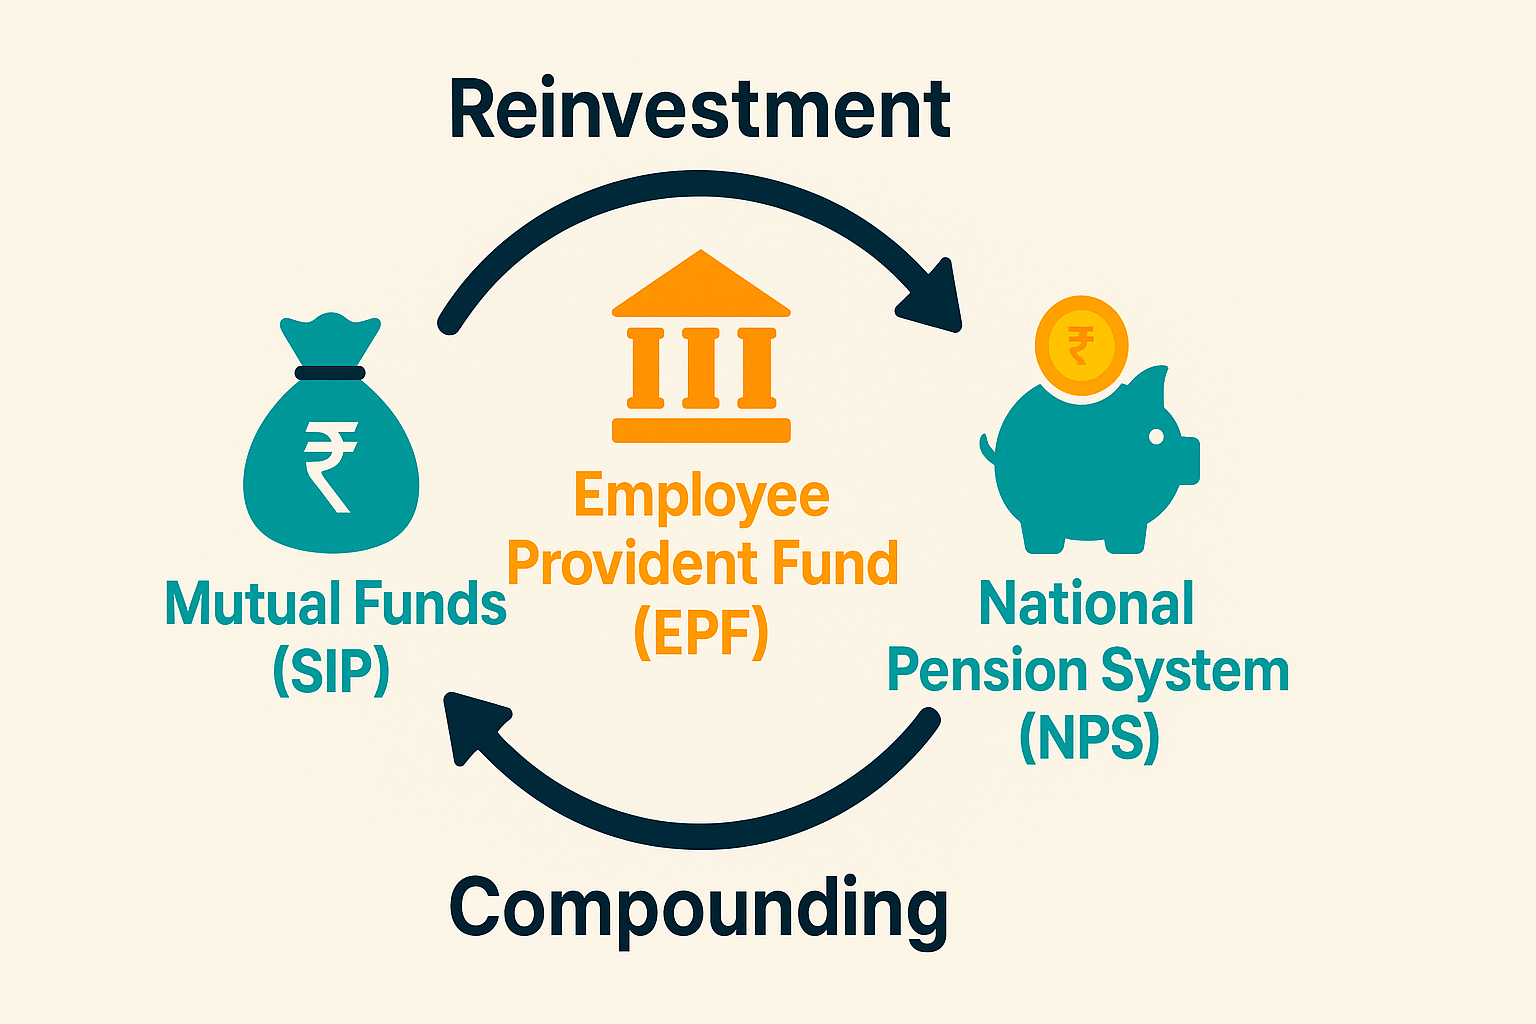 Reinvestment
₹
₹
Employee
Provident Fund
(EPF)
Mutual Funds
(SIP)
National
Pension System
(NPS)
Compounding